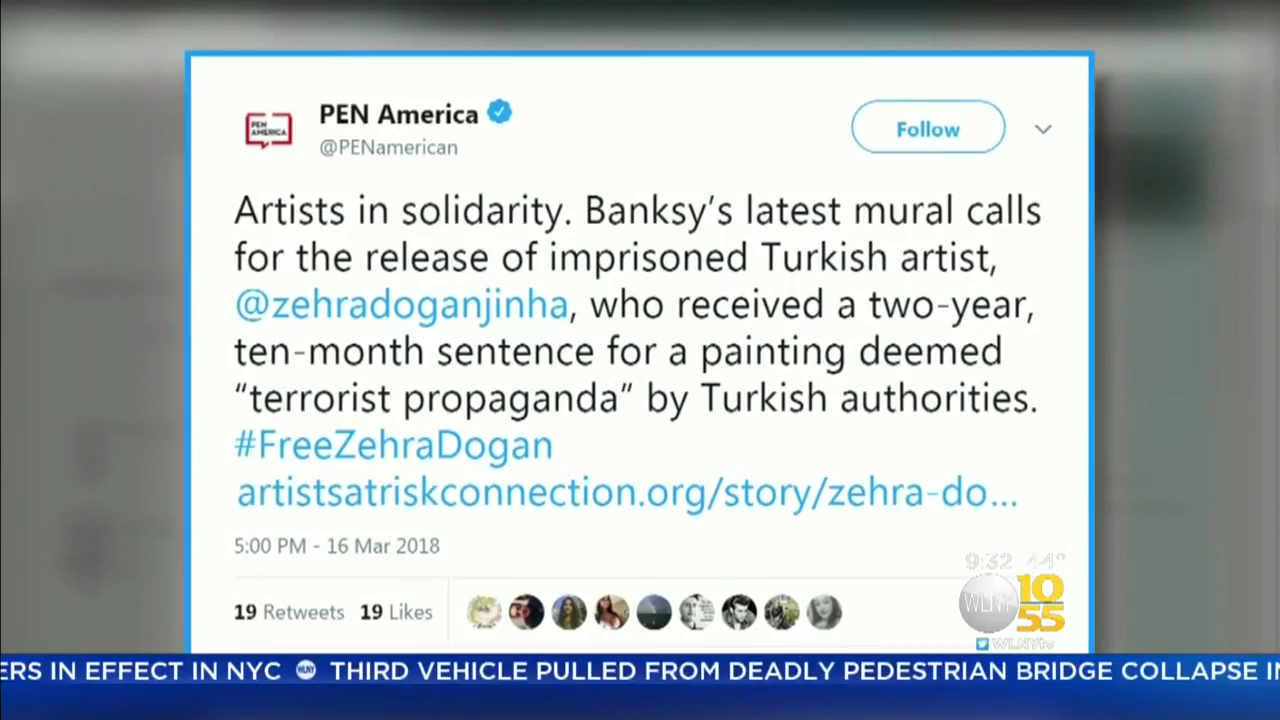 PEN AMERICA
PEN America
@PENamerican
Follow
Artists in solidarity. Banksy’s latest mural calls
for the release of imprisoned Turkish artist,
@zehradoganjinha, who received a two-year,
ten-month sentence for a painting deemed
“terrorist propaganda” by Turkish authorities.
#FreeZehraDogan
artistsatriskconnection.org/story/zehra-do...
5:00 PM - 16 Mar 2018
19 Retweets 19 Likes
9:32 44°
WLNY 10
55
WLNYtv
ERS IN EFFECT IN NYC WLNY THIRD VEHICLE PULLED FROM DEADLY PEDESTRIAN BRIDGE COLLAPSE IN